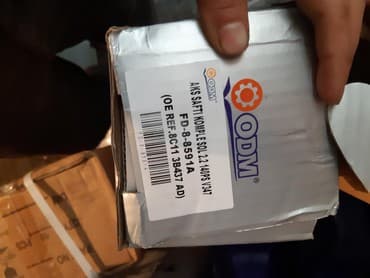 ODM
AKS SAFTI KOMPLE SOL 2.2 140PS V347
FD-8-8591A
(OE REF.8C11 3B437 AD)
ODM®